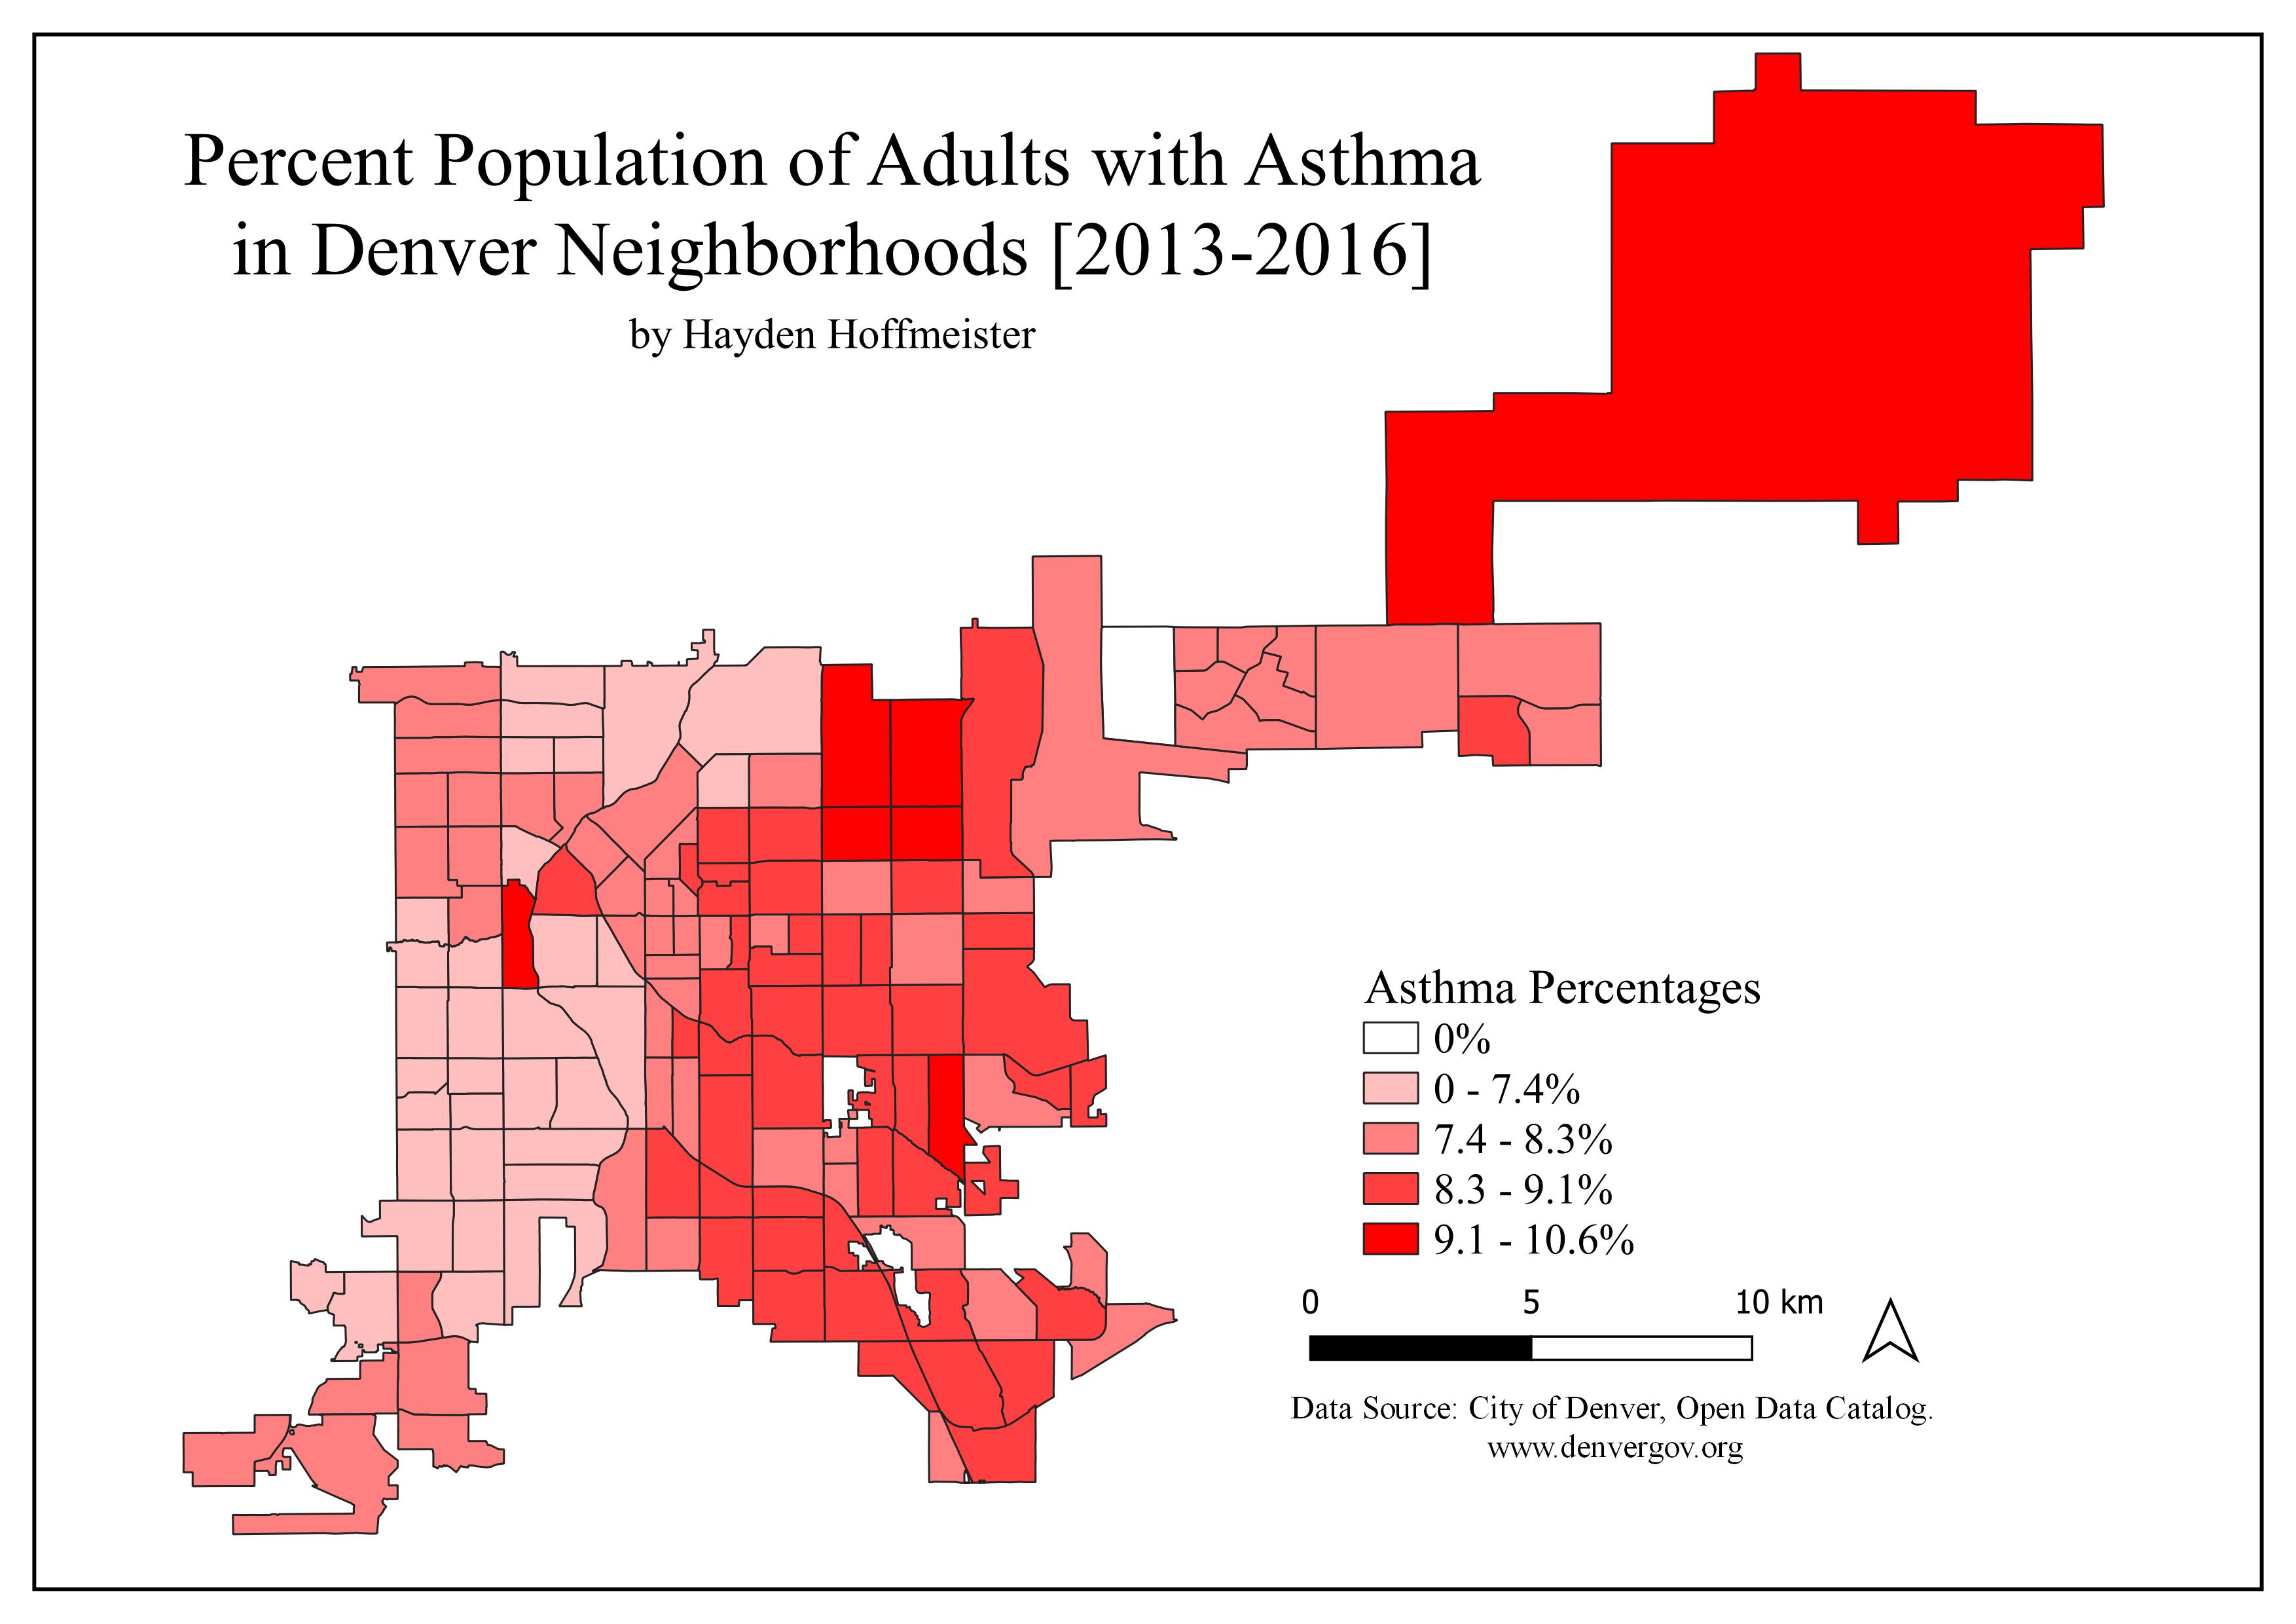 Percent Population of Adults with Asthma
in Denver Neighborhoods [2013-2016]
by Hayden Hoffmeister
Asthma Percentages
0%
0 - 7.4%
7.4 - 8.3%
8.3 - 9.1%
9.1 - 10.6%
0 5 10 km
Data Source: City of Denver, Open Data Catalog.
www.denvergov.org